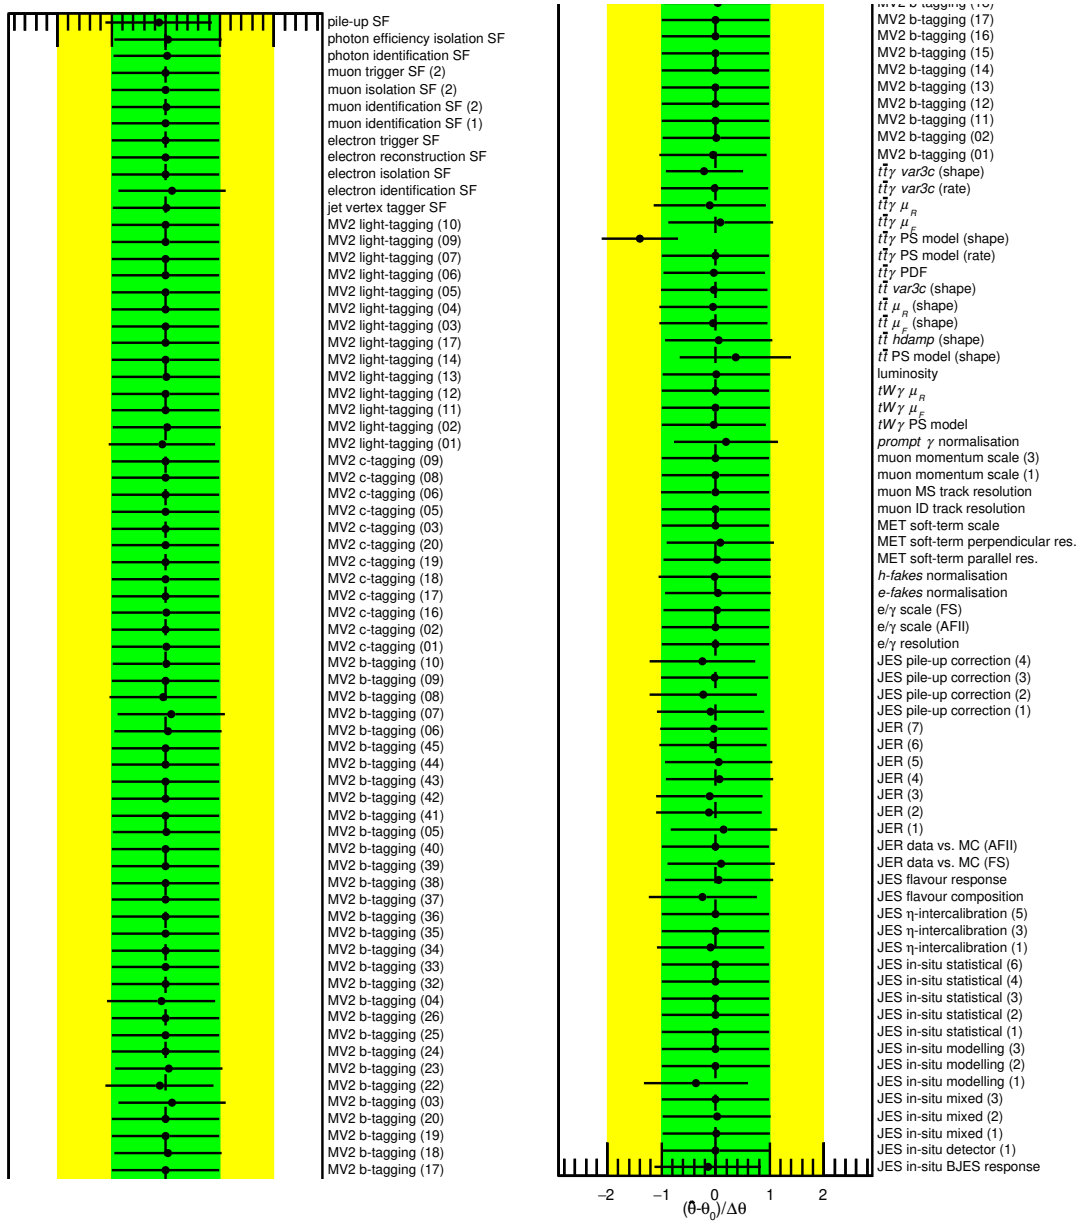 pile-up SF
photon efficiency isolation SF
photon identification SF
muon trigger SF (2)
muon isolation SF (2)
muon identification SF (2)
muon identification SF (1)
electron trigger SF
electron reconstruction SF
electron isolation SF
electron identification SF
jet vertex tagger SF
MV2 light-tagging (10)
MV2 light-tagging (09)
MV2 light-tagging (07)
MV2 light-tagging (06)
MV2 light-tagging (05)
MV2 light-tagging (04)
MV2 light-tagging (03)
MV2 light-tagging (17)
MV2 light-tagging (14)
MV2 light-tagging (13)
MV2 light-tagging (12)
MV2 light-tagging (11)
MV2 light-tagging (02)
MV2 light-tagging (01)
MV2 c-tagging (09)
MV2 c-tagging (08)
MV2 c-tagging (06)
MV2 c-tagging (05)
MV2 c-tagging (03)
MV2 c-tagging (20)
MV2 c-tagging (19)
MV2 c-tagging (18)
MV2 c-tagging (17)
MV2 c-tagging (16)
MV2 c-tagging (02)
MV2 c-tagging (01)
MV2 b-tagging (10)
MV2 b-tagging (09)
MV2 b-tagging (08)
MV2 b-tagging (07)
MV2 b-tagging (06)
MV2 b-tagging (45)
MV2 b-tagging (44)
MV2 b-tagging (43)
MV2 b-tagging (42)
MV2 b-tagging (41)
MV2 b-tagging (05)
MV2 b-tagging (40)
MV2 b-tagging (39)
MV2 b-tagging (38)
MV2 b-tagging (37)
MV2 b-tagging (36)
MV2 b-tagging (35)
MV2 b-tagging (34)
MV2 b-tagging (33)
MV2 b-tagging (32)
MV2 b-tagging (04)
MV2 b-tagging (26)
MV2 b-tagging (25)
MV2 b-tagging (24)
MV2 b-tagging (23)
MV2 b-tagging (22)
MV2 b-tagging (03)
MV2 b-tagging (20)
MV2 b-tagging (19)
MV2 b-tagging (18)
MV2 b-tagging (17)
MV2 b-tagging (18)
MV2 b-tagging (17)
MV2 b-tagging (16)
MV2 b-tagging (15)
MV2 b-tagging (14)
MV2 b-tagging (13)
MV2 b-tagging (12)
MV2 b-tagging (11)
MV2 b-tagging (02)
MV2 b-tagging (01)
tt̄γ var3c (shape)
tt̄γ var3c (rate)
tt̄γ μ_R
tt̄γ μ_F
tt̄γ PS model (shape)
tt̄γ PS model (rate)
tt̄γ PDF
tt̄ var3c (shape)
tt̄ μ_R (shape)
tt̄ μ_F (shape)
tt̄ hdamp (shape)
tt̄ PS model (shape)
luminosity
tWγ μ_R
tWγ μ_F
tWγ PS model
prompt γ normalisation
muon momentum scale (3)
muon momentum scale (1)
muon MS track resolution
muon ID track resolution
MET soft-term scale
MET soft-term perpendicular res.
MET soft-term parallel res.
h-fakes normalisation
e-fakes normalisation
e/γ scale (FS)
e/γ scale (AFII)
e/γ resolution
JES pile-up correction (4)
JES pile-up correction (3)
JES pile-up correction (2)
JES pile-up correction (1)
JER (7)
JER (6)
JER (5)
JER (4)
JER (3)
JER (2)
JER (1)
JER data vs. MC (AFII)
JER data vs. MC (FS)
JES flavour response
JES flavour composition
JES η-intercalibration (5)
JES η-intercalibration (3)
JES η-intercalibration (1)
JES in-situ statistical (6)
JES in-situ statistical (4)
JES in-situ statistical (3)
JES in-situ statistical (2)
JES in-situ statistical (1)
JES in-situ modelling (3)
JES in-situ modelling (2)
JES in-situ modelling (1)
JES in-situ mixed (3)
JES in-situ mixed (2)
JES in-situ mixed (1)
JES in-situ detector (1)
JES in-situ BJES response
−2 −1 0 1 2
(θ̂-θ₀)/Δθ